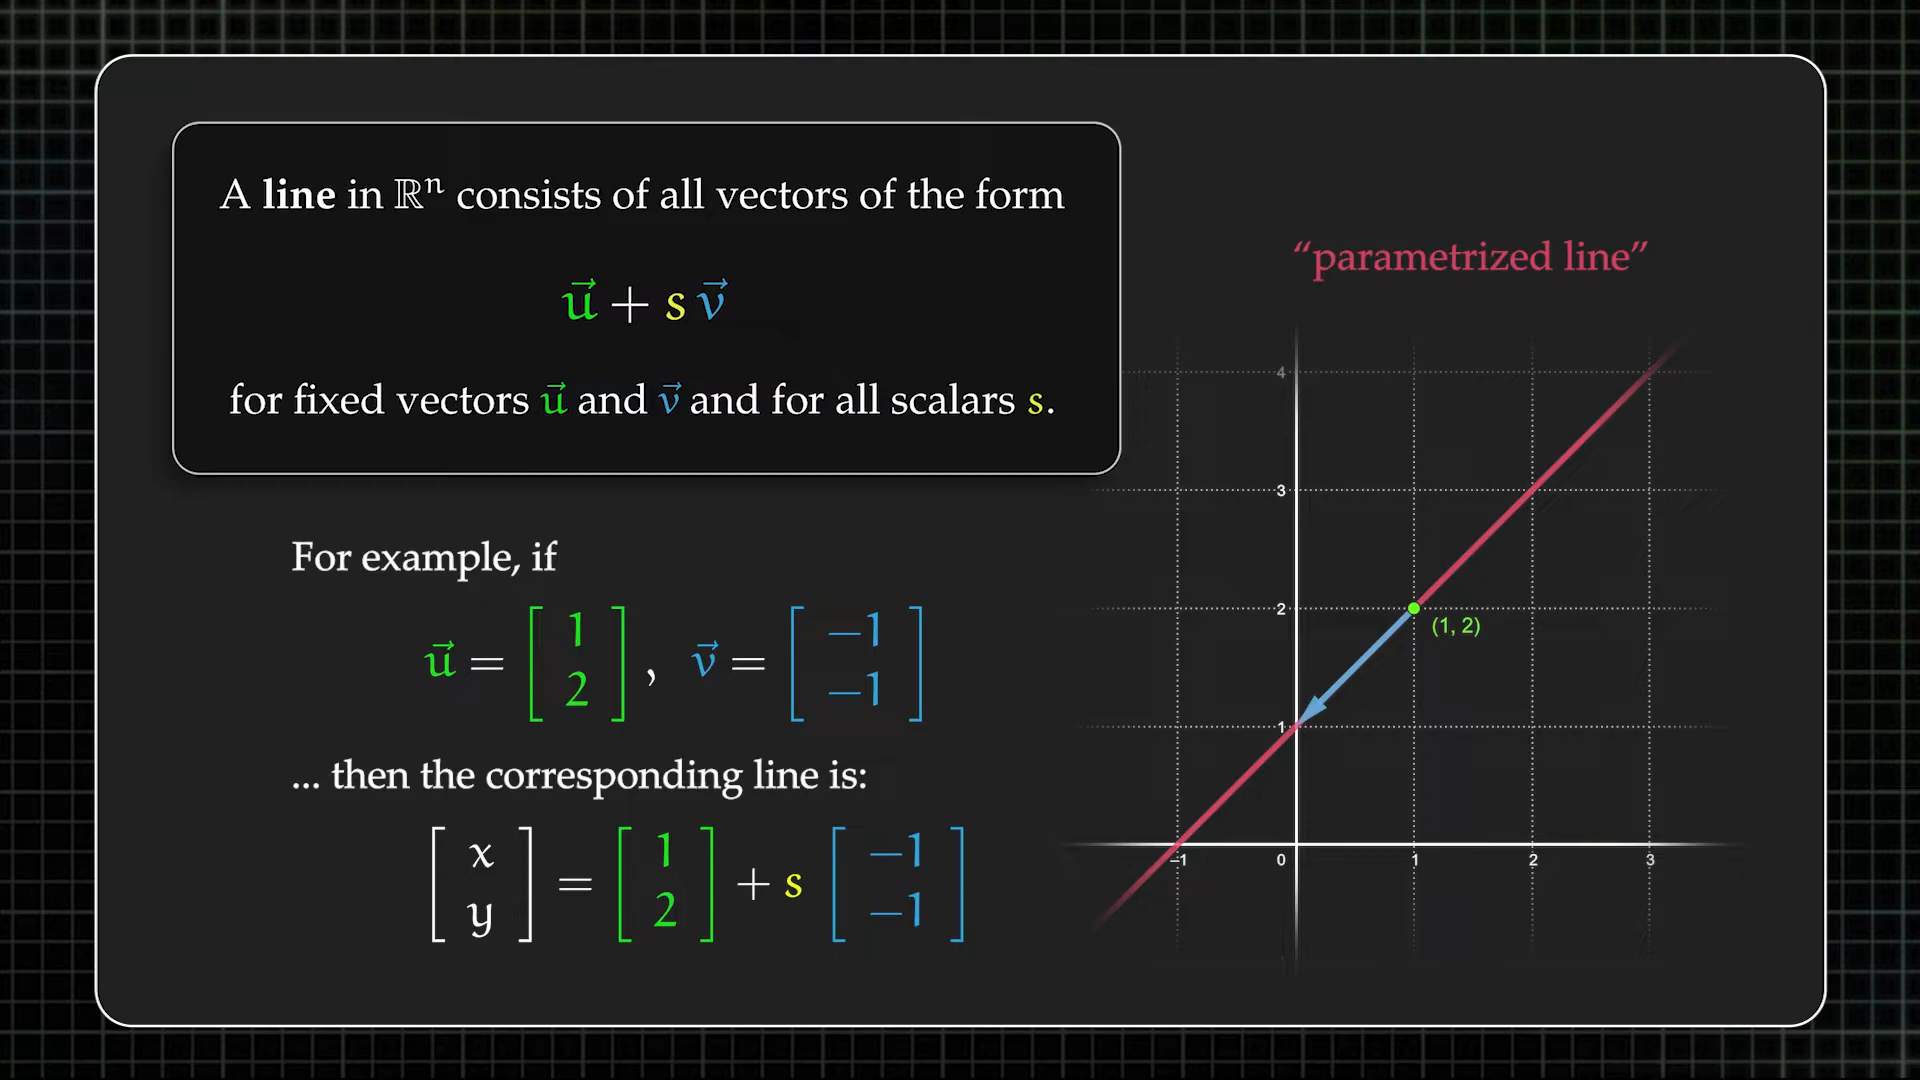 A line in ℝⁿ consists of all vectors of the form
u⃗ + s v⃗
for fixed vectors u⃗ and v⃗ and for all scalars s.
“parametrized line”
For example, if
u⃗ = [ 1 2 ] , v⃗ = [ −1 −1 ]
... then the corresponding line is:
[ x y ] = [ 1 2 ] + s [ −1 −1 ]
4
3
2
(1, 2)
1
–1 0 1 2 3